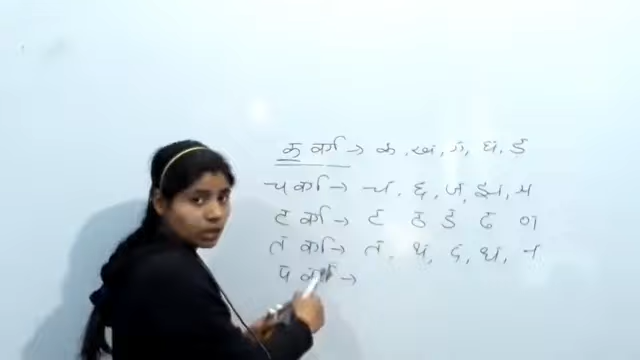 क वर्ग → क, ख, ग, घ, ङ
च वर्ग → च, छ, ज, झ, ञ
ट वर्ग → ट ठ ड ढ ण
त वर्ग → त, थ, द, ध, न
प वर्ग →